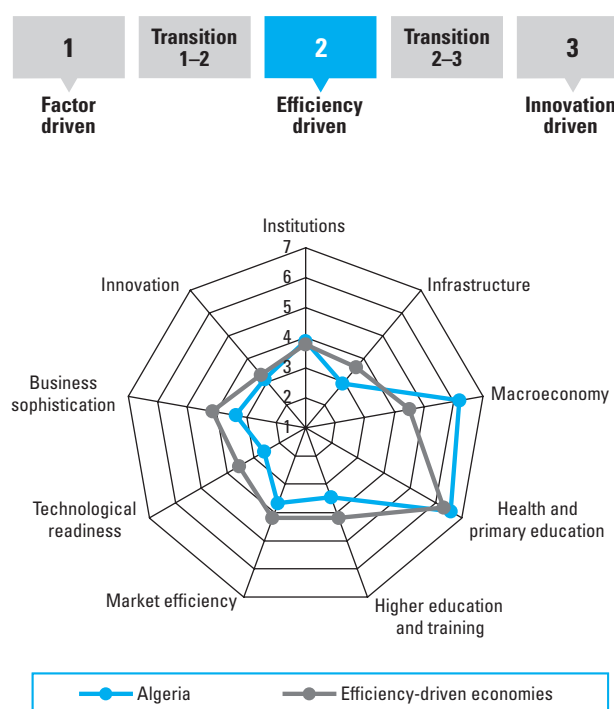 1
Transition
1–2
2
Transition
2–3
3
Factor
driven
Efficiency
driven
Innovation
driven
Institutions
7
6
5
4
3
2
1
Infrastructure
Macroeconomy
Health and
primary education
Higher education
and training
Market efficiency
Technological
readiness
Business
sophistication
Innovation
Algeria
Efficiency-driven economies